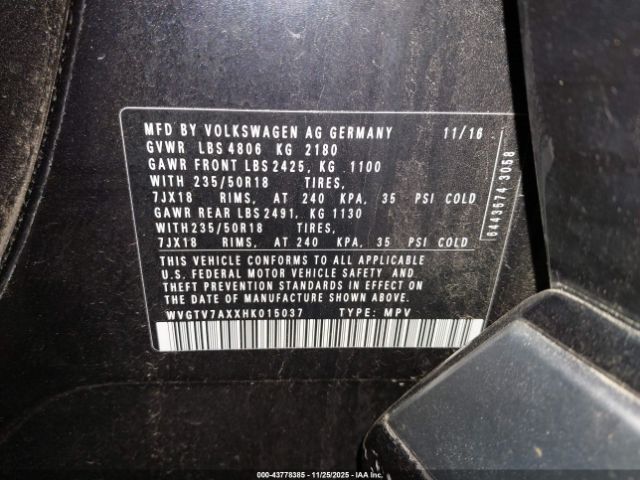 MFD BY VOLKSWAGEN AG GERMANY 11/16
GVWR LBS 4806 KG 2180
GAWR FRONT LBS 2425, KG 1100
WITH 235/50R18 TIRES,
7JX18 RIMS, AT 240 KPA, 35 PSI COLD
GAWR REAR LBS 2491, KG 1130
WITH235/50R18 TIRES,
7JX18 RIMS, AT 240 KPA, 35 PSI COLD
THIS VEHICLE CONFORMS TO ALL APPLICABLE
U.S. FEDERAL MOTOR VEHICLE SAFETY AND
THEFT PREVENTION STANDARDS IN EFFECT ON
THE DATE OF MANUFACTURE SHOWN ABOVE.
WVGTV7AXXHK015037 TYPE: MPV
6443574 3058
000-43778385 - 11/25/2025 - IAA Inc.